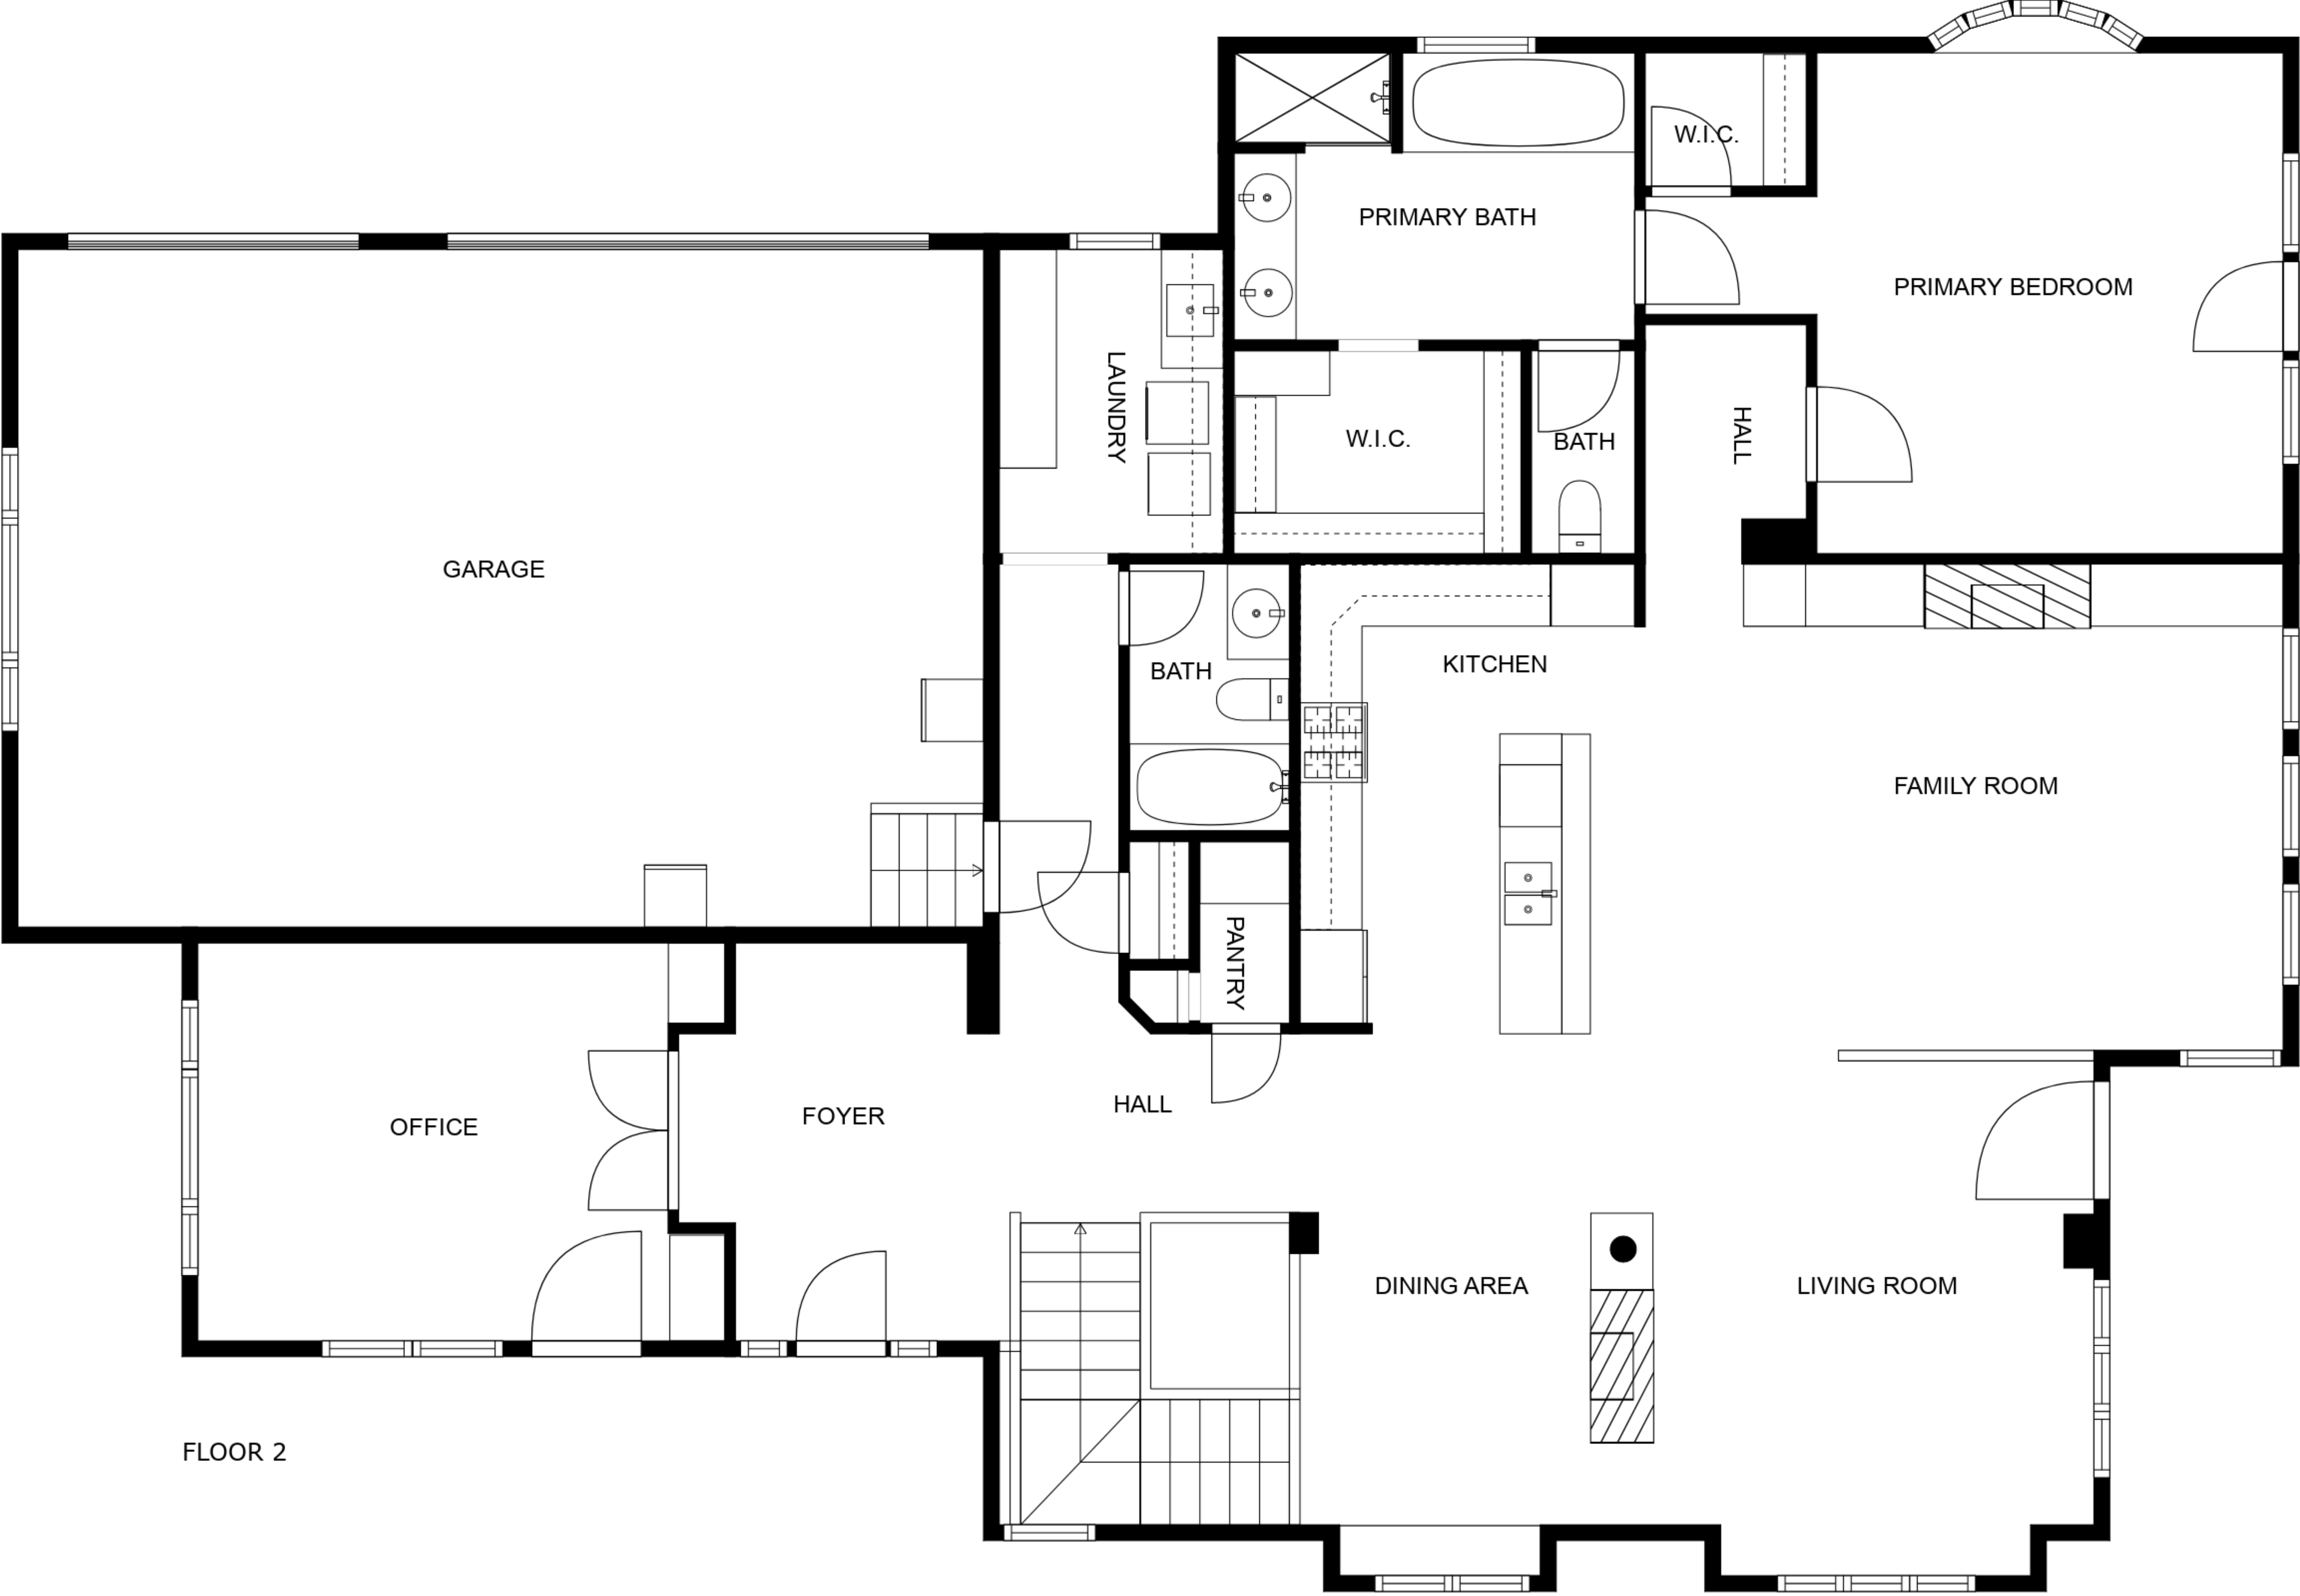 W.I.C.
PRIMARY BATH
PRIMARY BEDROOM
LAUNDRY
HALL
W.I.C.
BATH
GARAGE
KITCHEN
BATH
FAMILY ROOM
PANTRY
HALL
FOYER
OFFICE
DINING AREA
LIVING ROOM
FLOOR 2